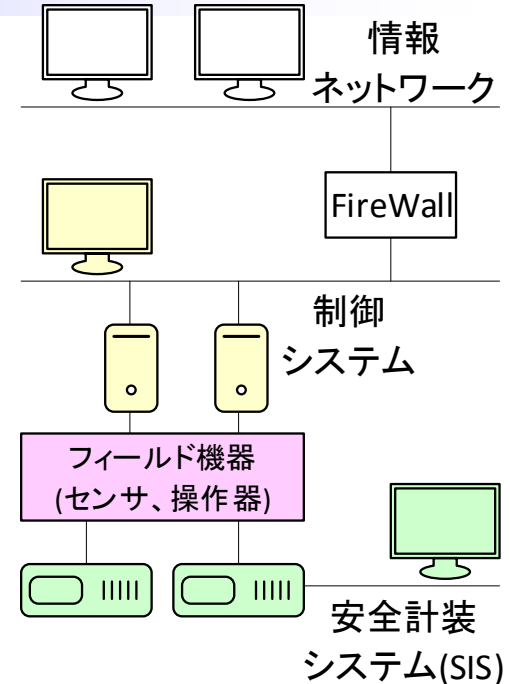 情報
ネットワーク
FireWall
制御
システム
フィールド機器
(センサ、操作器)
安全計装
システム(SIS)